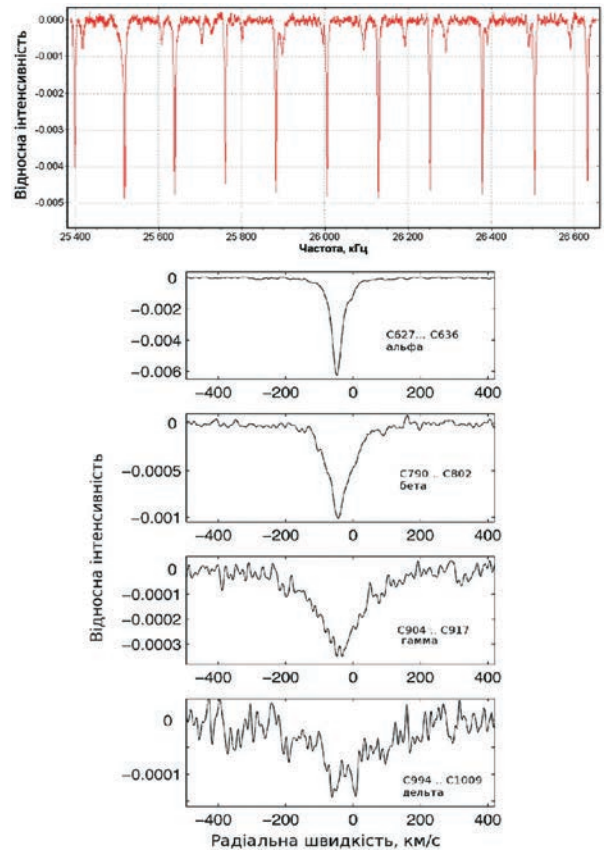 Відносна інтенсивність
0.000
-0.001
-0.002
-0.003
-0.004
-0.005
25 400
25 600
25 800
26 000
26 200
26 400
26 600
Частота, кГц
Відносна інтенсивність
0
−0.002
−0.004
−0.006
C627... C636
альфа
−400 −200 0 200 400
0
−0.0005
−0.001
C790 .. C802
бета
−400 −200 0 200 400
0
−0.0001
−0.0002
−0.0003
C904 .. C917
гамма
−400 −200 0 200 400
0
−0.0001
C994 .. C1009
дельта
−400 −200 0 200 400
Радіальна швидкість, км/с